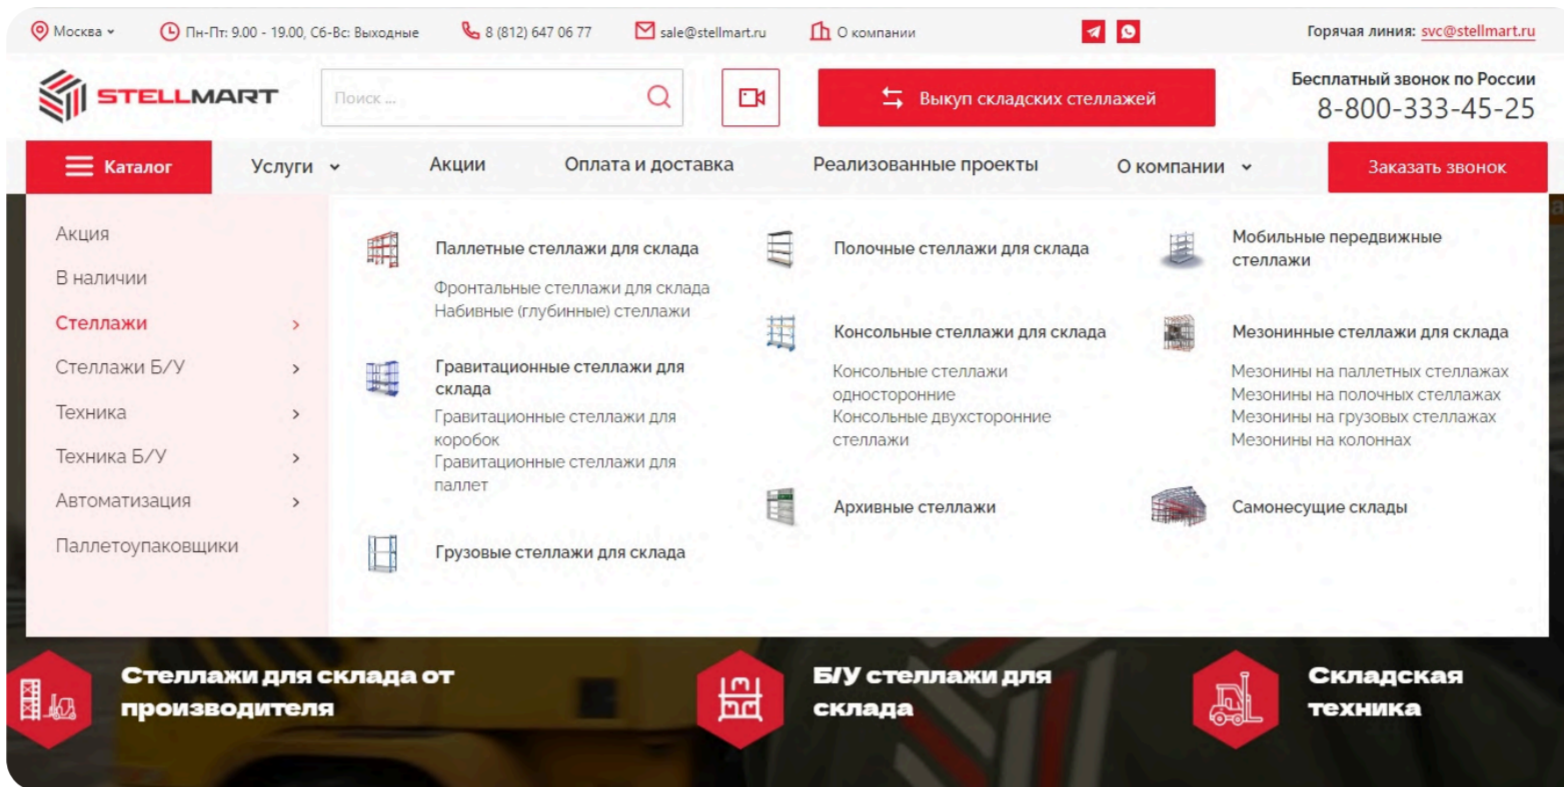 Москва
Пн-Пт: 9.00 - 19.00, Сб-Вс: Выходные
8 (812) 647 06 77
sale@stellmart.ru
О компании
Горячая линия: svc@stellmart.ru
STELLMART
Поиск ...
Выкуп складских стеллажей
Бесплатный звонок по России
8-800-333-45-25
Каталог
Услуги
Акции
Оплата и доставка
Реализованные проекты
О компании
Заказать звонок
Акция
В наличии
Стеллажи
Стеллажи Б/У
Техника
Техника Б/У
Автоматизация
Паллетоупаковщики
Паллетные стеллажи для склада
Фронтальные стеллажи для склада
Набивные (глубинные) стеллажи
Гравитационные стеллажи для
склада
Гравитационные стеллажи для
коробок
Гравитационные стеллажи для
паллет
Грузовые стеллажи для склада
Полочные стеллажи для склада
Консольные стеллажи для склада
Консольные стеллажи
односторонние
Консольные двухсторонние
стеллажи
Архивные стеллажи
Мобильные передвижные
стеллажи
Мезонинные стеллажи для склада
Мезонины на паллетных стеллажах
Мезонины на полочных стеллажах
Мезонины на грузовых стеллажах
Мезонины на колоннах
Самонесущие склады
Стеллажи для склада от
производителя
Б/У стеллажи для
склада
Складская
техника